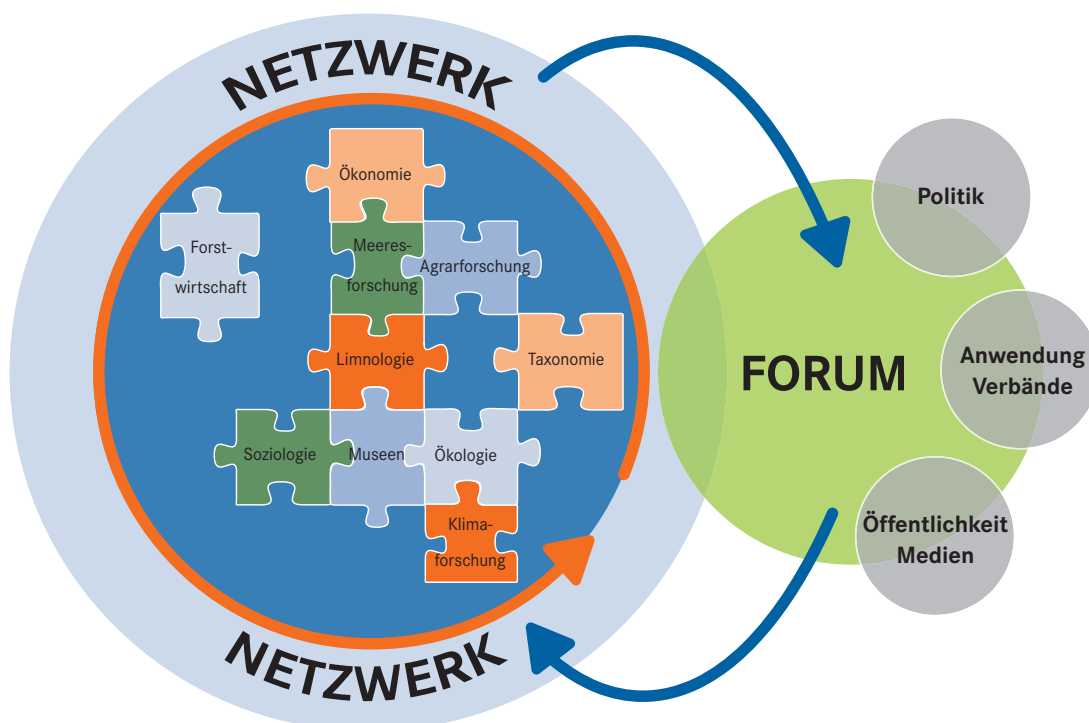 NETZWERK
Ökonomie
Forst-
wirtschaft
Meeres-
forschung
Agrarforschung
Limnologie
Taxonomie
Soziologie
Museen
Ökologie
Klima-
forschung
NETZWERK
FORUM
Politik
Anwendung
Verbände
Öffentlichkeit
Medien